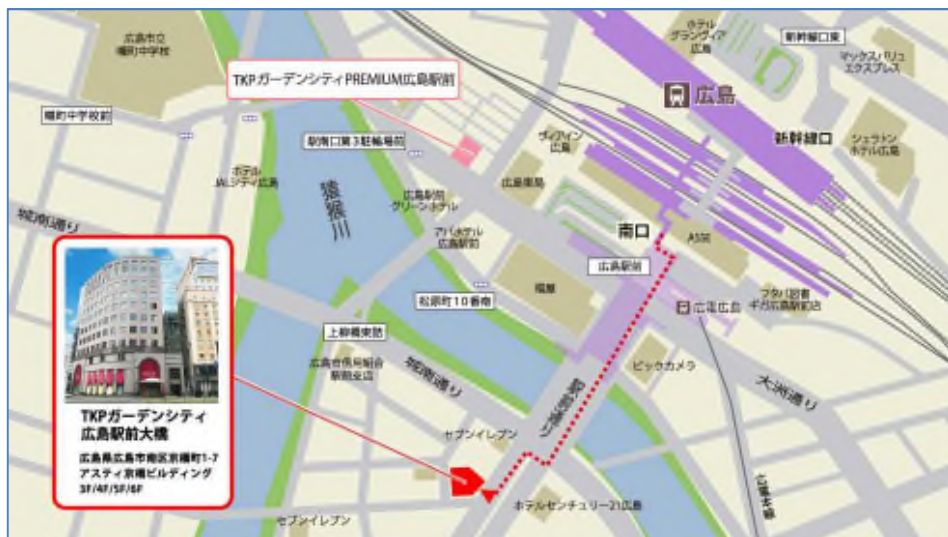 広島市立
幟町中学校
幟町中学校前
TKPガーデンシティPREMIUM広島駅前
ホテル
グランヴィア
広島
新幹線口東
マックスバリュ
エクスプレス
広島
新幹線口
シェラトン
ホテル広島
ヴィアイン
広島
駅南口第3駐輪場前
ホテル
JALシティ広島
猿猴川
広島駅前
グリーンホテル
広島東局
南口
ASSE
城南通り
アパホテル
広島駅前
広島駅前
福屋
松原町10番街
広電広島
フタバ図書
ギガ広島駅前店
上柳橋東詰
広島市信用組合
駅前支店
城南通り
ビックカメラ
駅前通り
大洲通り
TKPガーデンシティ
広島駅前大橋
広島県広島市南区京橋町1-7
アスティ京橋ビルディング
3F/4F/5F/6F
セブンイレブン
セブンイレブン
ホテルセンチュリー21広島
広電本線